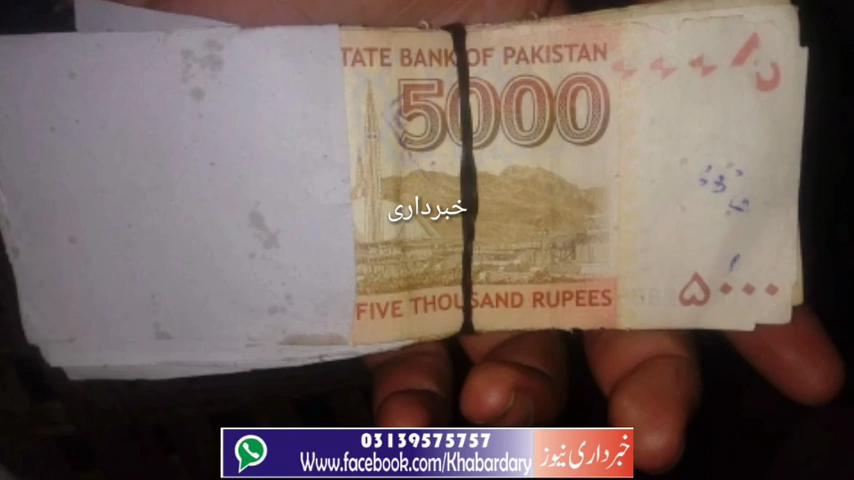 TATE BANK OF PAKISTAN
5000
خبرداری
FIVE THOUSAND RUPEES
۵۰۰۰
03139575757
Www.facebook.com/Khabardary
خبرداری نیوز